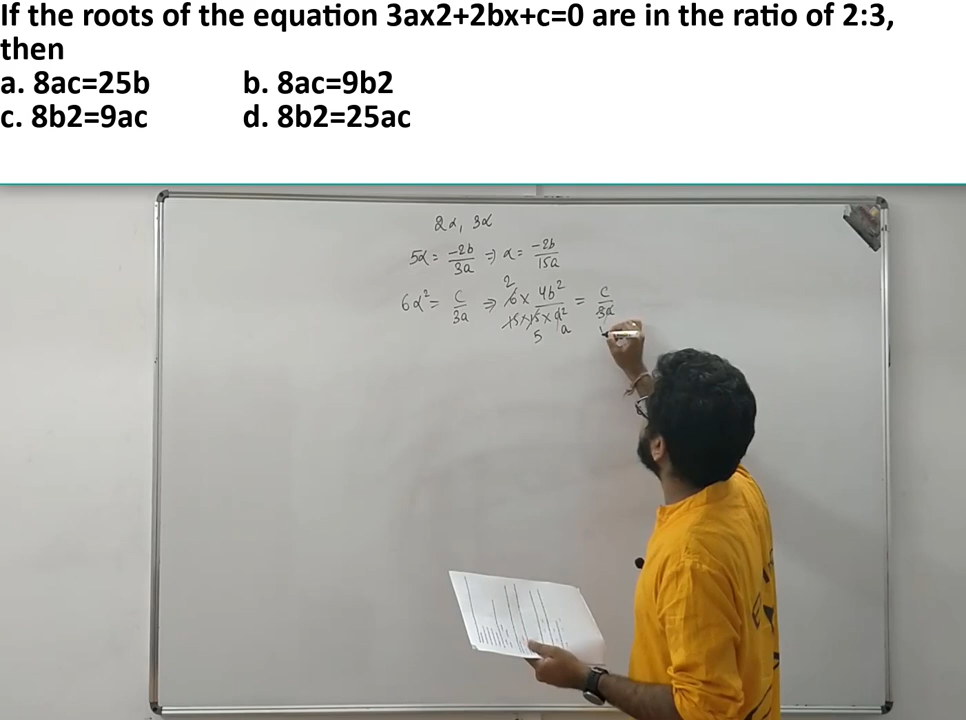 If the roots of the equation 3ax2+2bx+c=0 are in the ratio of 2:3,
then
a. 8ac=25b b. 8ac=9b2
c. 8b2=9ac d. 8b2=25ac
2α, 3α
5α = -2b/3a ⇒ α = -2b/15a
2
6α² = c/3a ⇒ 6 × 4b²/15×15×a² = c/3a
5 a